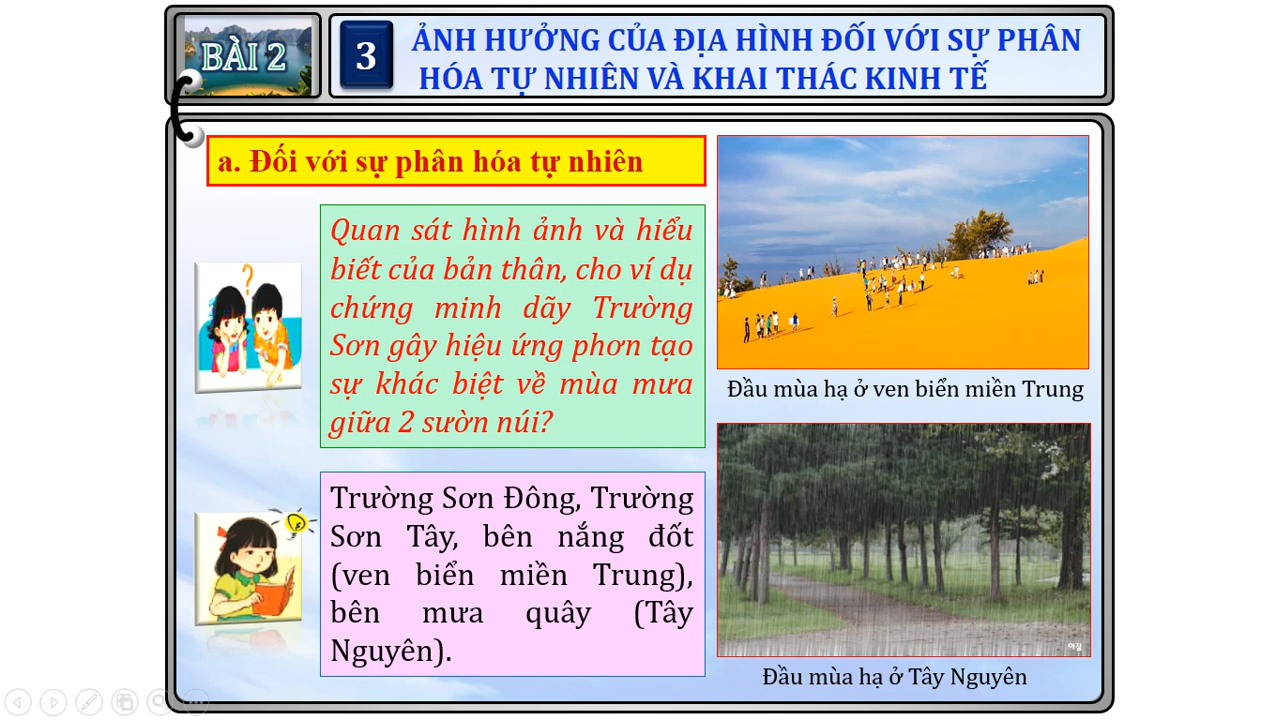 BÀI 2
3
ẢNH HƯỞNG CỦA ĐỊA HÌNH ĐỐI VỚI SỰ PHÂN
HÓA TỰ NHIÊN VÀ KHAI THÁC KINH TẾ
a. Đối với sự phân hóa tự nhiên
Quan sát hình ảnh và hiểu
biết của bản thân, cho ví dụ
chứng minh dãy Trường
Sơn gây hiệu ứng phơn tạo
sự khác biệt về mùa mưa
giữa 2 sườn núi?
Trường Sơn Đông, Trường
Sơn Tây, bên nắng đốt
(ven biển miền Trung),
bên mưa quây (Tây
Nguyên).
Đầu mùa hạ ở ven biển miền Trung
Đầu mùa hạ ở Tây Nguyên